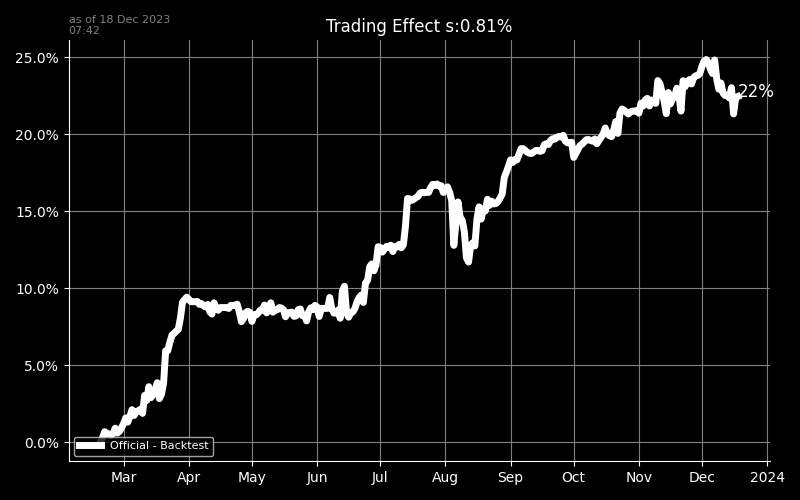 as of 18 Dec 2023
07:42
Trading Effect s:0.81%
25.0%
20.0%
15.0%
10.0%
5.0%
0.0%
22%
Official - Backtest
Mar Apr May Jun Jul Aug Sep Oct Nov Dec 2024